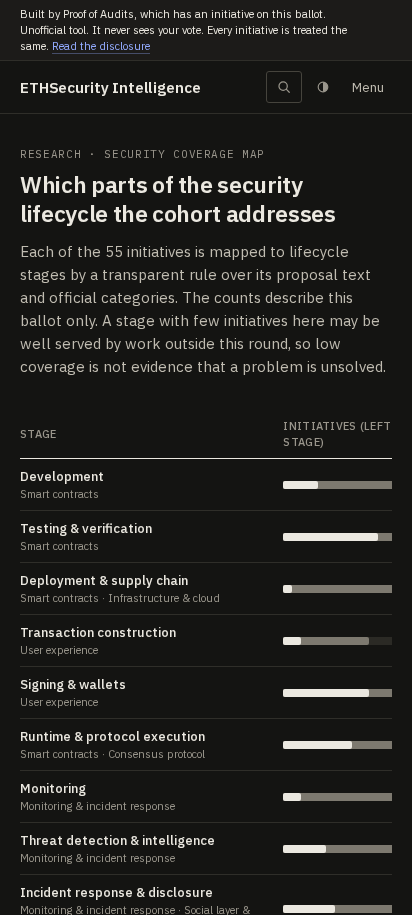 Built by Proof of Audits, which has an initiative on this ballot.
Unofficial tool. It never sees your vote. Every initiative is treated the
same. Read the disclosure
ETHSecurity Intelligence
Menu
RESEARCH · SECURITY COVERAGE MAP
Which parts of the security
lifecycle the cohort addresses
Each of the 55 initiatives is mapped to lifecycle
stages by a transparent rule over its proposal text
and official categories. The counts describe this
ballot only. A stage with few initiatives here may be
well served by work outside this round, so low
coverage is not evidence that a problem is unsolved.
STAGE
INITIATIVES (LEFT
STAGE)
Development
Smart contracts
Testing & verification
Smart contracts
Deployment & supply chain
Smart contracts · Infrastructure & cloud
Transaction construction
User experience
Signing & wallets
User experience
Runtime & protocol execution
Smart contracts · Consensus protocol
Monitoring
Monitoring & incident response
Threat detection & intelligence
Monitoring & incident response
Incident response & disclosure
Monitoring & incident response · Social layer &